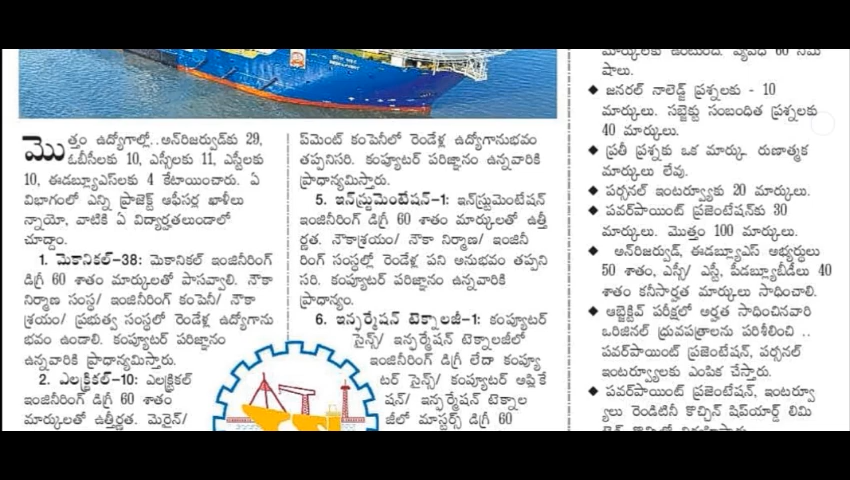 మొత్తం ఉద్యోగాల్లో..అన్‌రిజర్వుడ్‌కు 29,
ఓబీసీలకు 10, ఎస్సీలకు 11, ఎస్టీలకు
10, ఈడబ్యూఎస్‌లకు 4 కేటాయించారు. ఏ
విభాగంలో ఎన్ని ప్రాజెక్ట్ ఆఫీసర్ల ఖాళీలు
న్నాయో, వాటికి ఏ విద్యార్హతలుండాలో
చూద్దాం.
1. మెకానికల్-38: మెకానికల్ ఇంజినీరింగ్
డిగ్రీ 60 శాతం మార్కులతో పాసవ్వాలి. నౌకా
నిర్మాణ సంస్థ/ ఇంజినీరింగ్ కంపెనీ/ నౌకా
శ్రయం/ ప్రభుత్వ సంస్థలో రెండేళ్ల ఉద్యోగాను
భవం ఉండాలి. కంప్యూటర్ పరిజ్ఞానం
ఉన్నవారికి ప్రాధాన్యమిస్తారు.
2. ఎలక్ట్రికల్-10: ఎలక్ట్రికల్
ఇంజినీరింగ్ డిగ్రీ 60 శాతం
మార్కులతో ఉత్తీర్ణత. మెరైన్/
ప్‌మెంట్ కంపెనీలో రెండేళ్ల ఉద్యోగానుభవం
తప్పనిసరి. కంప్యూటర్ పరిజ్ఞానం ఉన్నవారికి
ప్రాధాన్యమిస్తారు.
5. ఇన్‌స్ట్రుమెంటేషన్-1: ఇన్‌స్ట్రుమెంటేషన్
ఇంజినీరింగ్ డిగ్రీ 60 శాతం మార్కులతో ఉత్తీ
ర్ణత. నౌకాశ్రయం/ నౌకా నిర్మాణ/ ఇంజినీ
రింగ్ సంస్థల్లో రెండేళ్ల పని అనుభవం తప్పని
సరి. కంప్యూటర్ పరిజ్ఞానం ఉన్నవారికి
ప్రాధాన్యం.
6. ఇన్ఫర్మేషన్ టెక్నాలజీ-1: కంప్యూటర్
సైన్స్/ ఇన్ఫర్మేషన్ టెక్నాలజీలో
ఇంజినీరింగ్ డిగ్రీ లేదా కంప్యూ
టర్ సైన్స్/ కంప్యూటర్ అప్లికే
షన్/ ఇన్ఫర్మేషన్ టెక్నాల
జీలో మాస్టర్స్ డిగ్రీ 60
మార్కులకు ఉంటుంది. వ్యవధి 60 నిమి
షాలు.
◆ జనరల్ నాలెడ్జ్ ప్రశ్నలకు - 10
మార్కులు. సబ్జెక్టు సంబంధిత ప్రశ్నలకు
40 మార్కులు.
◆ ప్రతీ ప్రశ్నకు ఒక మార్కు. రుణాత్మక
మార్కులు లేవు.
◆ పర్సనల్ ఇంటర్వ్యూకు 20 మార్కులు.
◆ పవర్‌పాయింట్ ప్రజెంటేషన్‌కు 30
మార్కులు. మొత్తం 100 మార్కులు.
◆ అన్‌రిజర్వుడ్, ఈడబ్యూఎస్ అభ్యర్థులు
50 శాతం, ఎస్సీ/ ఎస్టీ, పీడబ్ల్యూబీడీలు 40
శాతం కనీసార్హత మార్కులు సాధించాలి.
◆ ఆబ్జెక్టివ్ పరీక్షలో అర్హత సాధించినవారి
ఒరిజినల్ ధ్రువపత్రాలను పరిశీలించి ..
పవర్‌పాయింట్ ప్రజెంటేషన్, పర్సనల్
ఇంటర్వ్యూలకు ఎంపిక చేస్తారు.
◆ పవర్‌పాయింట్ ప్రజెంటేషన్, ఇంటర్వ్యూ
్యలు రెండిటినీ కొచ్చిన్ షిప్‌యార్డ్ లిమి